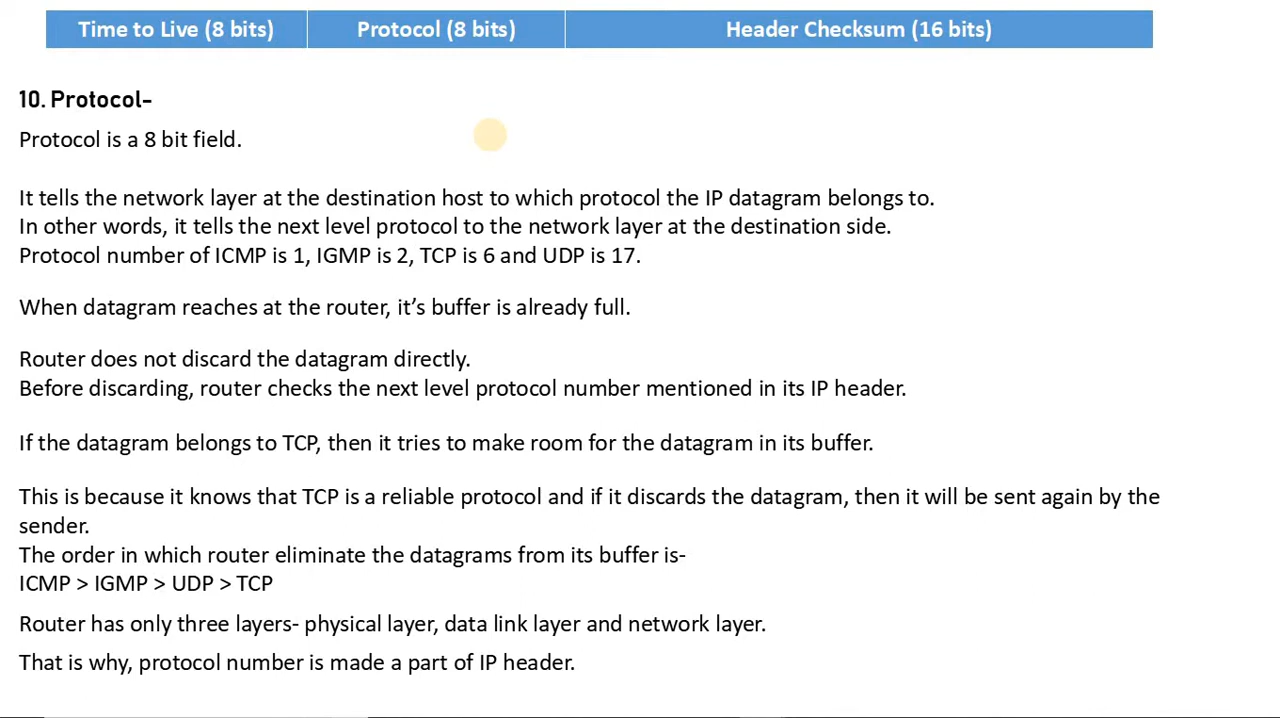 Time to Live (8 bits) Protocol (8 bits) Header Checksum (16 bits)
10. Protocol-
Protocol is a 8 bit field.
It tells the network layer at the destination host to which protocol the IP datagram belongs to.
In other words, it tells the next level protocol to the network layer at the destination side.
Protocol number of ICMP is 1, IGMP is 2, TCP is 6 and UDP is 17.
When datagram reaches at the router, it’s buffer is already full.
Router does not discard the datagram directly.
Before discarding, router checks the next level protocol number mentioned in its IP header.
If the datagram belongs to TCP, then it tries to make room for the datagram in its buffer.
This is because it knows that TCP is a reliable protocol and if it discards the datagram, then it will be sent again by the
sender.
The order in which router eliminate the datagrams from its buffer is-
ICMP > IGMP > UDP > TCP
Router has only three layers- physical layer, data link layer and network layer.
That is why, protocol number is made a part of IP header.